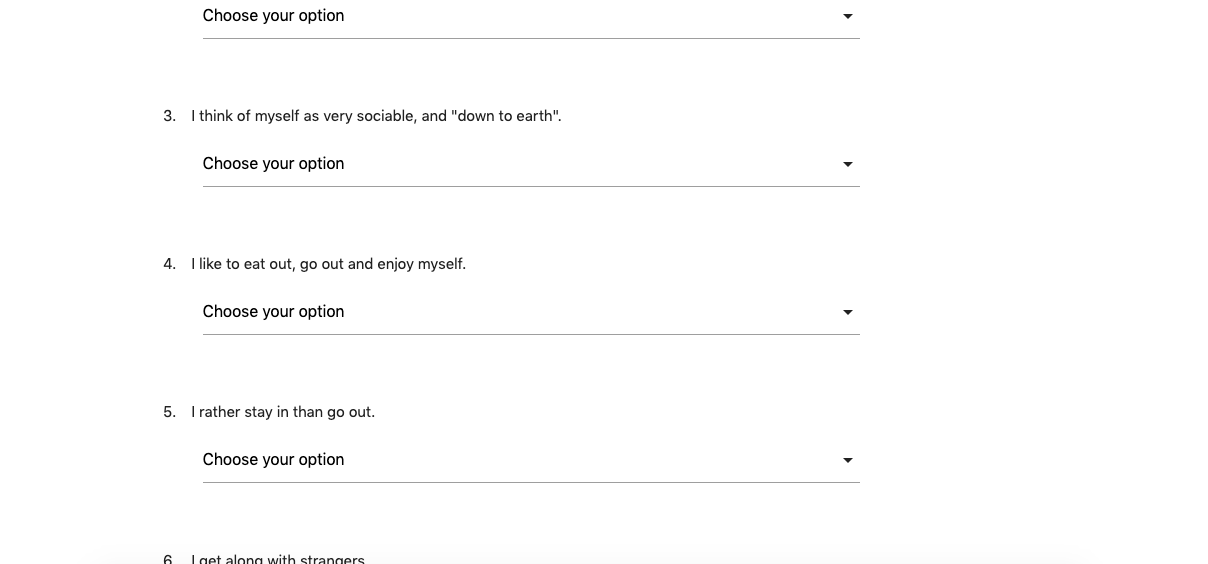 Choose your option
3. I think of myself as very sociable, and "down to earth".
Choose your option
4. I like to eat out, go out and enjoy myself.
Choose your option
5. I rather stay in than go out.
Choose your option
6. I get along with strangers